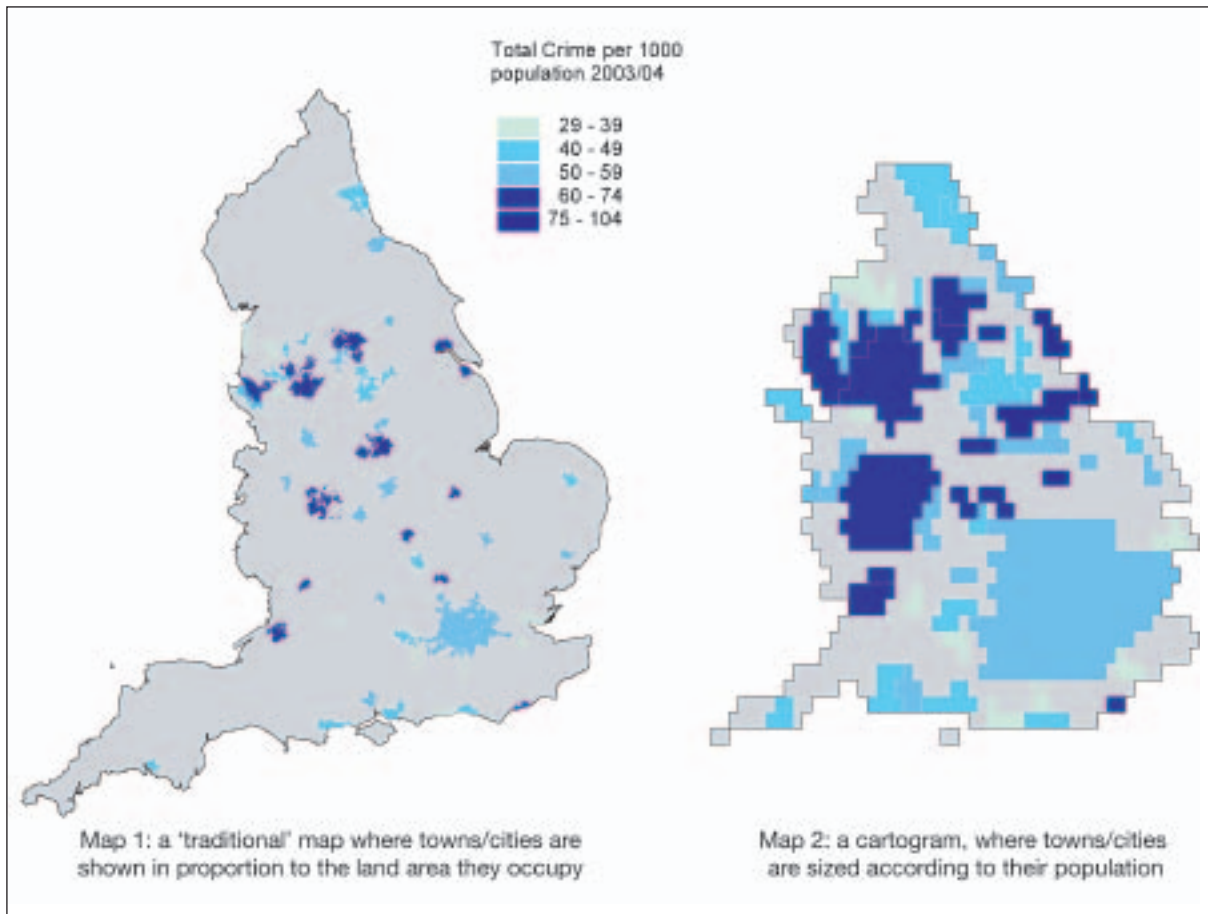 Total Crime per 1000
population 2003/04
29 - 39
40 - 49
50 - 59
60 - 74
75 - 104
Map 1: a ‘traditional’ map where towns/cities are
shown in proportion to the land area they occupy
Map 2: a cartogram, where towns/cities
are sized according to their population